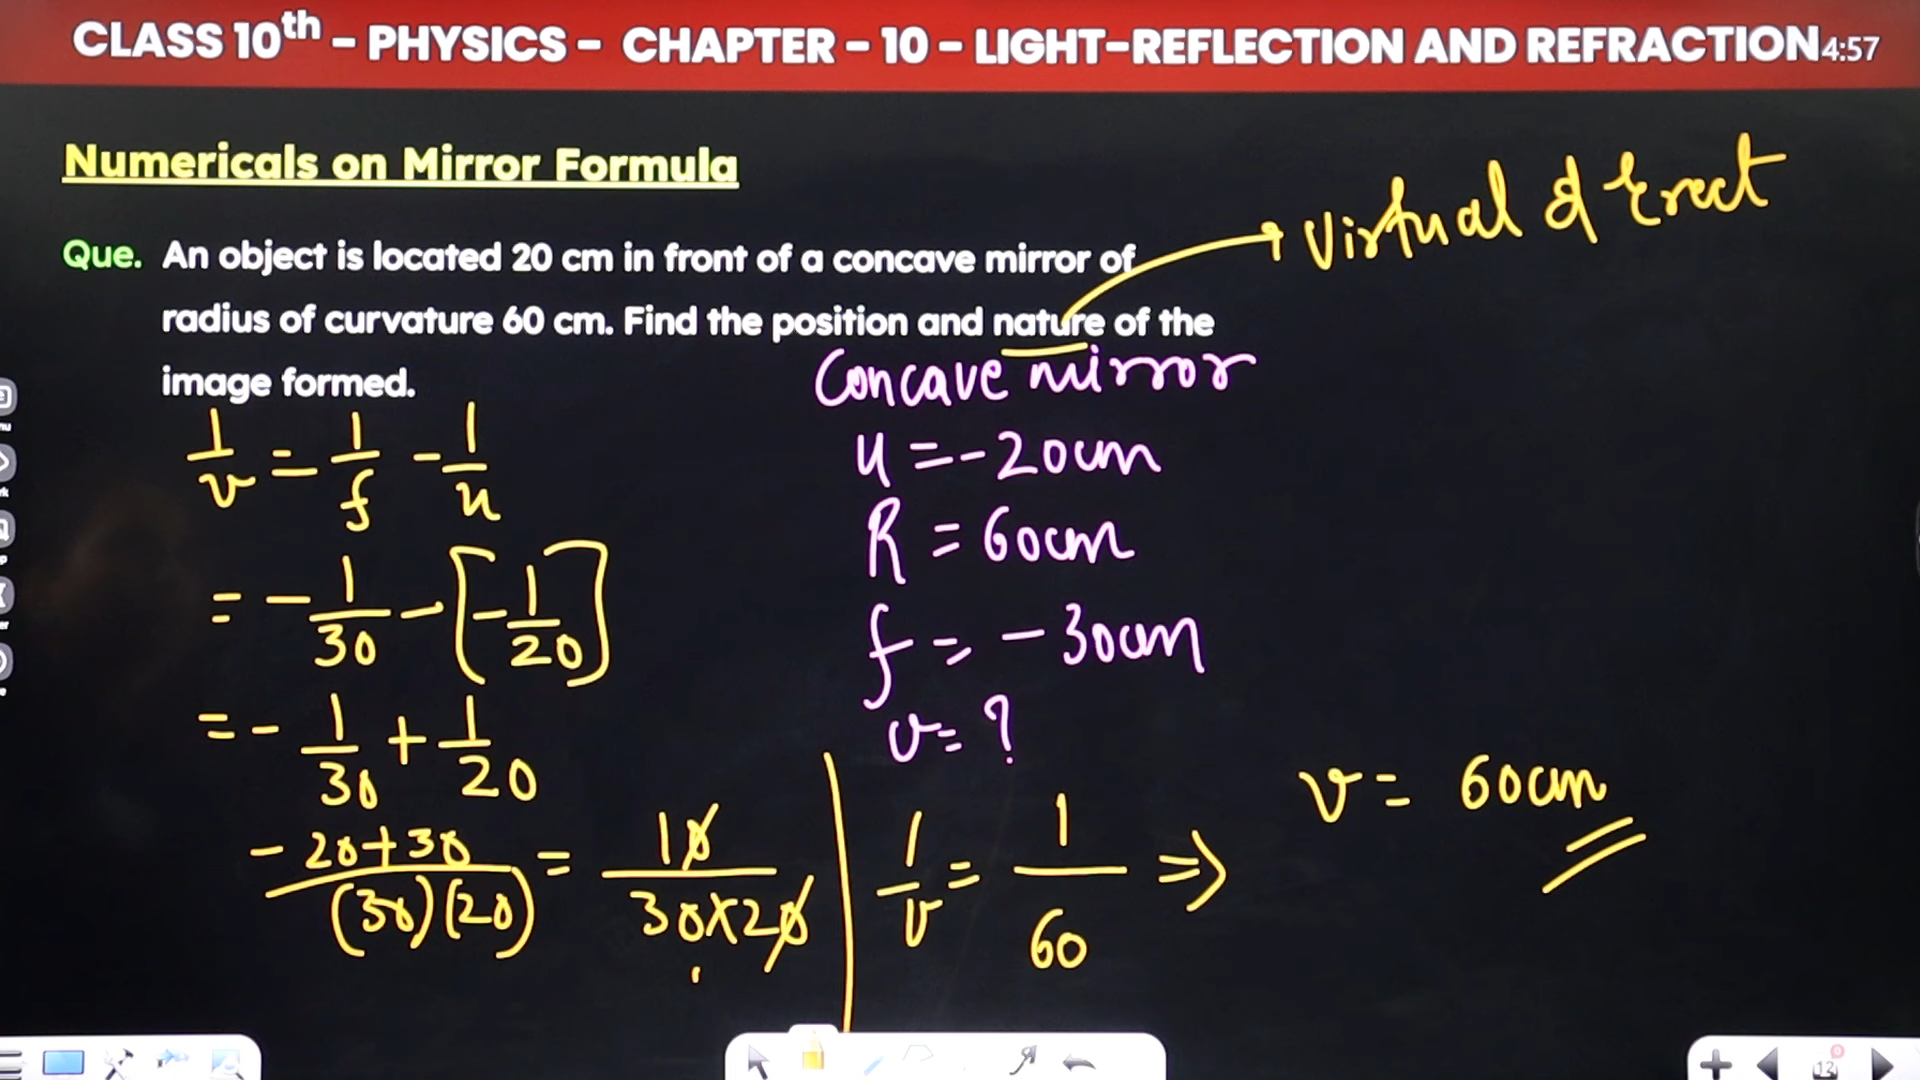 CLASS 10th - PHYSICS - CHAPTER - 10 - LIGHT-REFLECTION AND REFRACTION 4:57
Numericals on Mirror Formula
Virtual & Erect
Que. An object is located 20 cm in front of a concave mirror of
radius of curvature 60 cm. Find the position and nature of the
image formed.
Concave mirror
u = -20cm
R = 60cm
f = -30cm
v = ?
1/v = 1/f - 1/u
= -1/30 - [-1/20]
= -1/30 + 1/20
-20+30/(30)(20) = 10/30×20
1/v = 1/60 ⇒
v = 60cm
12